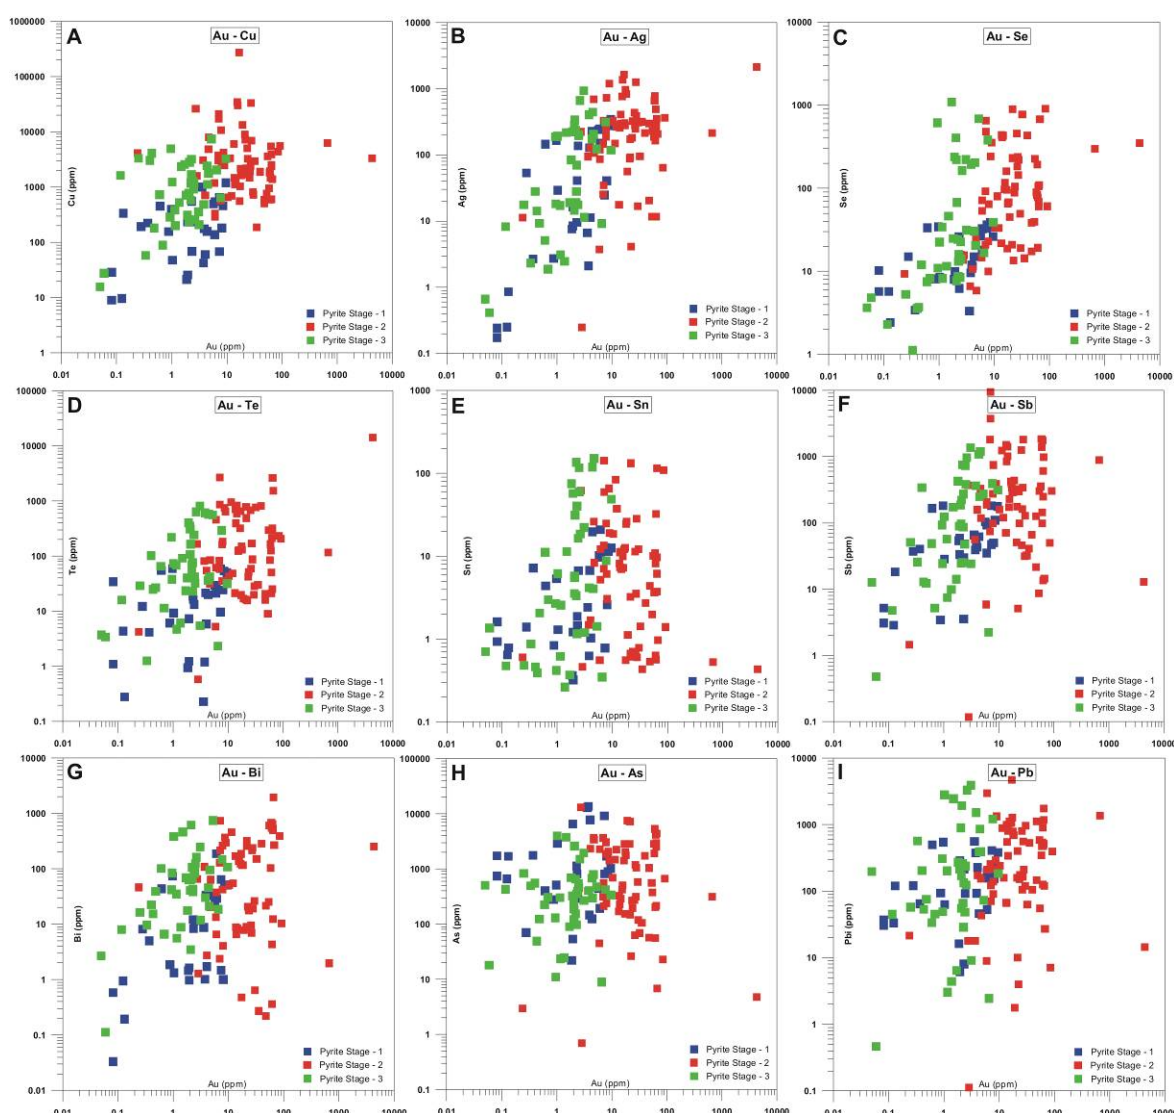 A
Au - Cu
1000000
100000
10000
1000
100
10
1
Cu (ppm)
0.01 0.1 1 10 100 1000 10000
Au (ppm)
Pyrite Stage - 1
Pyrite Stage - 2
Pyrite Stage - 3
B
Au - Ag
10000
1000
100
10
1
0.1
Ag (ppm)
0.01 0.1 1 10 100 1000 10000
Au (ppm)
Pyrite Stage - 1
Pyrite Stage - 2
Pyrite Stage - 3
C
Au - Se
10000
1000
100
10
1
Se (ppm)
0.01 0.1 1 10 100 1000 10000
Au (ppm)
Pyrite Stage - 1
Pyrite Stage - 2
Pyrite Stage - 3
D
Au - Te
100000
10000
1000
100
10
1
0.1
Te (ppm)
0.01 0.1 1 10 100 1000 10000
Au (ppm)
Pyrite Stage - 1
Pyrite Stage - 2
Pyrite Stage - 3
E
Au - Sn
1000
100
10
1
0.1
Sn (ppm)
0.01 0.1 1 10 100 1000 10000
Au (ppm)
Pyrite Stage - 1
Pyrite Stage - 2
Pyrite Stage - 3
F
Au - Sb
10000
1000
100
10
1
0.1
Sb (ppm)
0.01 0.1 1 10 100 1000 10000
Au (ppm)
Pyrite Stage - 1
Pyrite Stage - 2
Pyrite Stage - 3
G
Au - Bi
10000
1000
100
10
1
0.1
0.01
Bi (ppm)
0.01 0.1 1 10 100 1000 10000
Au (ppm)
Pyrite Stage - 1
Pyrite Stage - 2
Pyrite Stage - 3
H
Au - As
100000
10000
1000
100
10
1
0.1
As (ppm)
0.01 0.1 1 10 100 1000 10000
Au (ppm)
Pyrite Stage - 1
Pyrite Stage - 2
Pyrite Stage - 3
I
Au - Pb
10000
1000
100
10
1
0.1
Pbi (ppm)
0.01 0.1 1 10 100 1000 10000
Au (ppm)
Pyrite Stage - 1
Pyrite Stage - 2
Pyrite Stage - 3